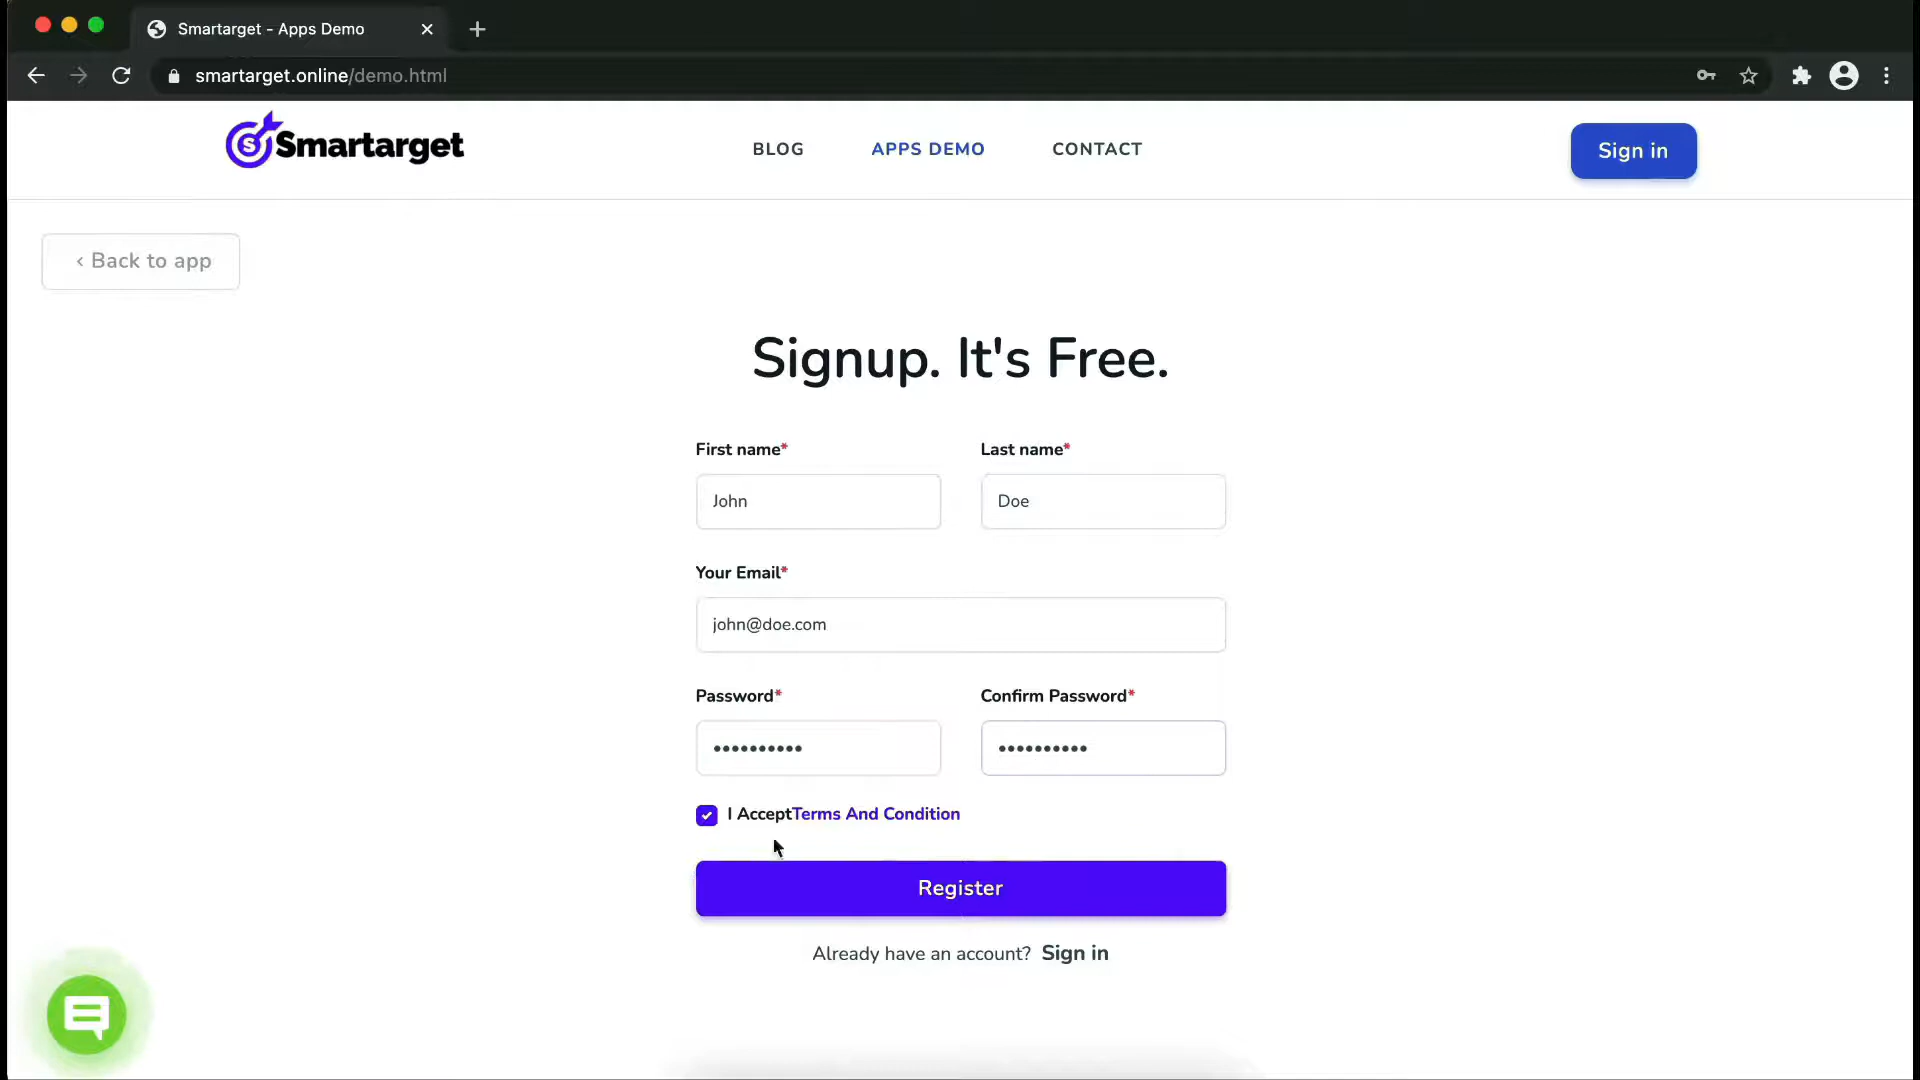 Smartarget - Apps Demo
smartarget.online/demo.html
Smartarget
BLOG
APPS DEMO
CONTACT
Sign in
‹ Back to app
Signup. It's Free.
First name*
Last name*
John
Doe
Your Email*
john@doe.com
Password*
Confirm Password*
••••••••••
••••••••••
I AcceptTerms And Condition
Register
Already have an account? Sign in